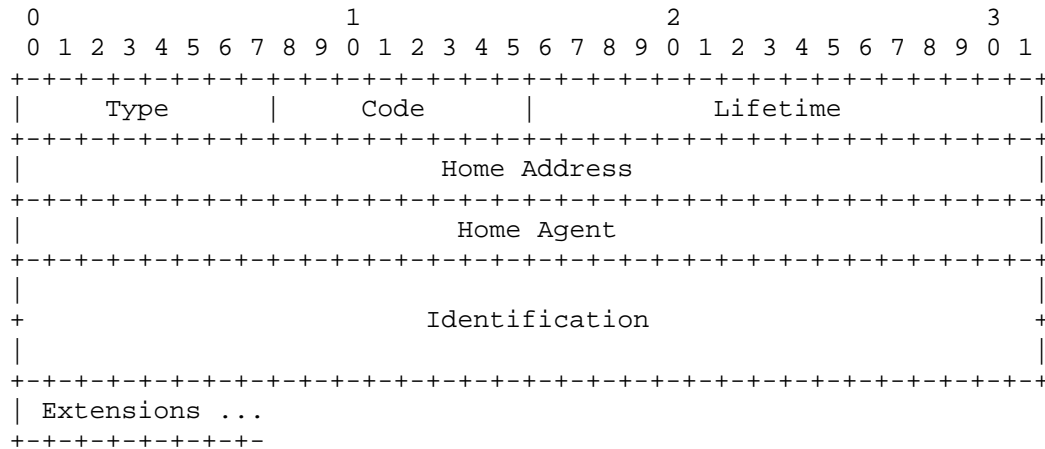 0                   1                   2                   3
 0 1 2 3 4 5 6 7 8 9 0 1 2 3 4 5 6 7 8 9 0 1 2 3 4 5 6 7 8 9 0 1
+-+-+-+-+-+-+-+-+-+-+-+-+-+-+-+-+-+-+-+-+-+-+-+-+-+-+-+-+-+-+-+-+
|     Type      |     Code      |           Lifetime            |
+-+-+-+-+-+-+-+-+-+-+-+-+-+-+-+-+-+-+-+-+-+-+-+-+-+-+-+-+-+-+-+-+
|                          Home Address                         |
+-+-+-+-+-+-+-+-+-+-+-+-+-+-+-+-+-+-+-+-+-+-+-+-+-+-+-+-+-+-+-+-+
|                           Home Agent                          |
+-+-+-+-+-+-+-+-+-+-+-+-+-+-+-+-+-+-+-+-+-+-+-+-+-+-+-+-+-+-+-+-+
|                                                               |
+                         Identification                        +
|                                                               |
+-+-+-+-+-+-+-+-+-+-+-+-+-+-+-+-+-+-+-+-+-+-+-+-+-+-+-+-+-+-+-+-+
| Extensions ...
+-+-+-+-+-+-+-+-